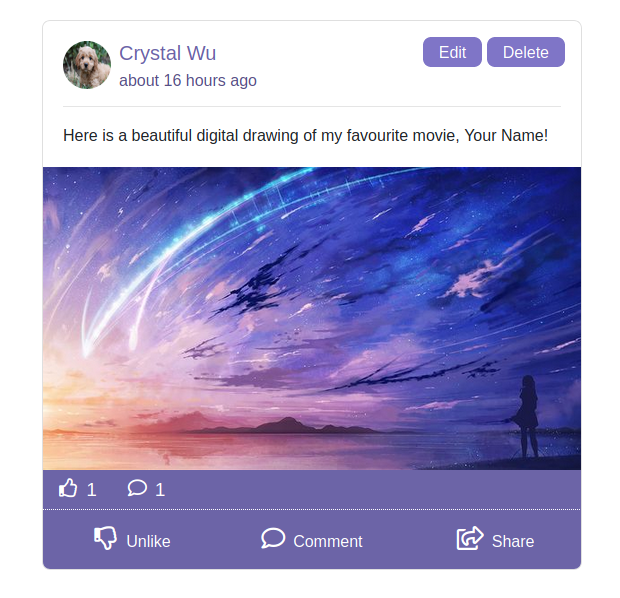 Crystal Wu
Edit
Delete
about 16 hours ago
Here is a beautiful digital drawing of my favourite movie, Your Name!
1
1
Unlike
Comment
Share